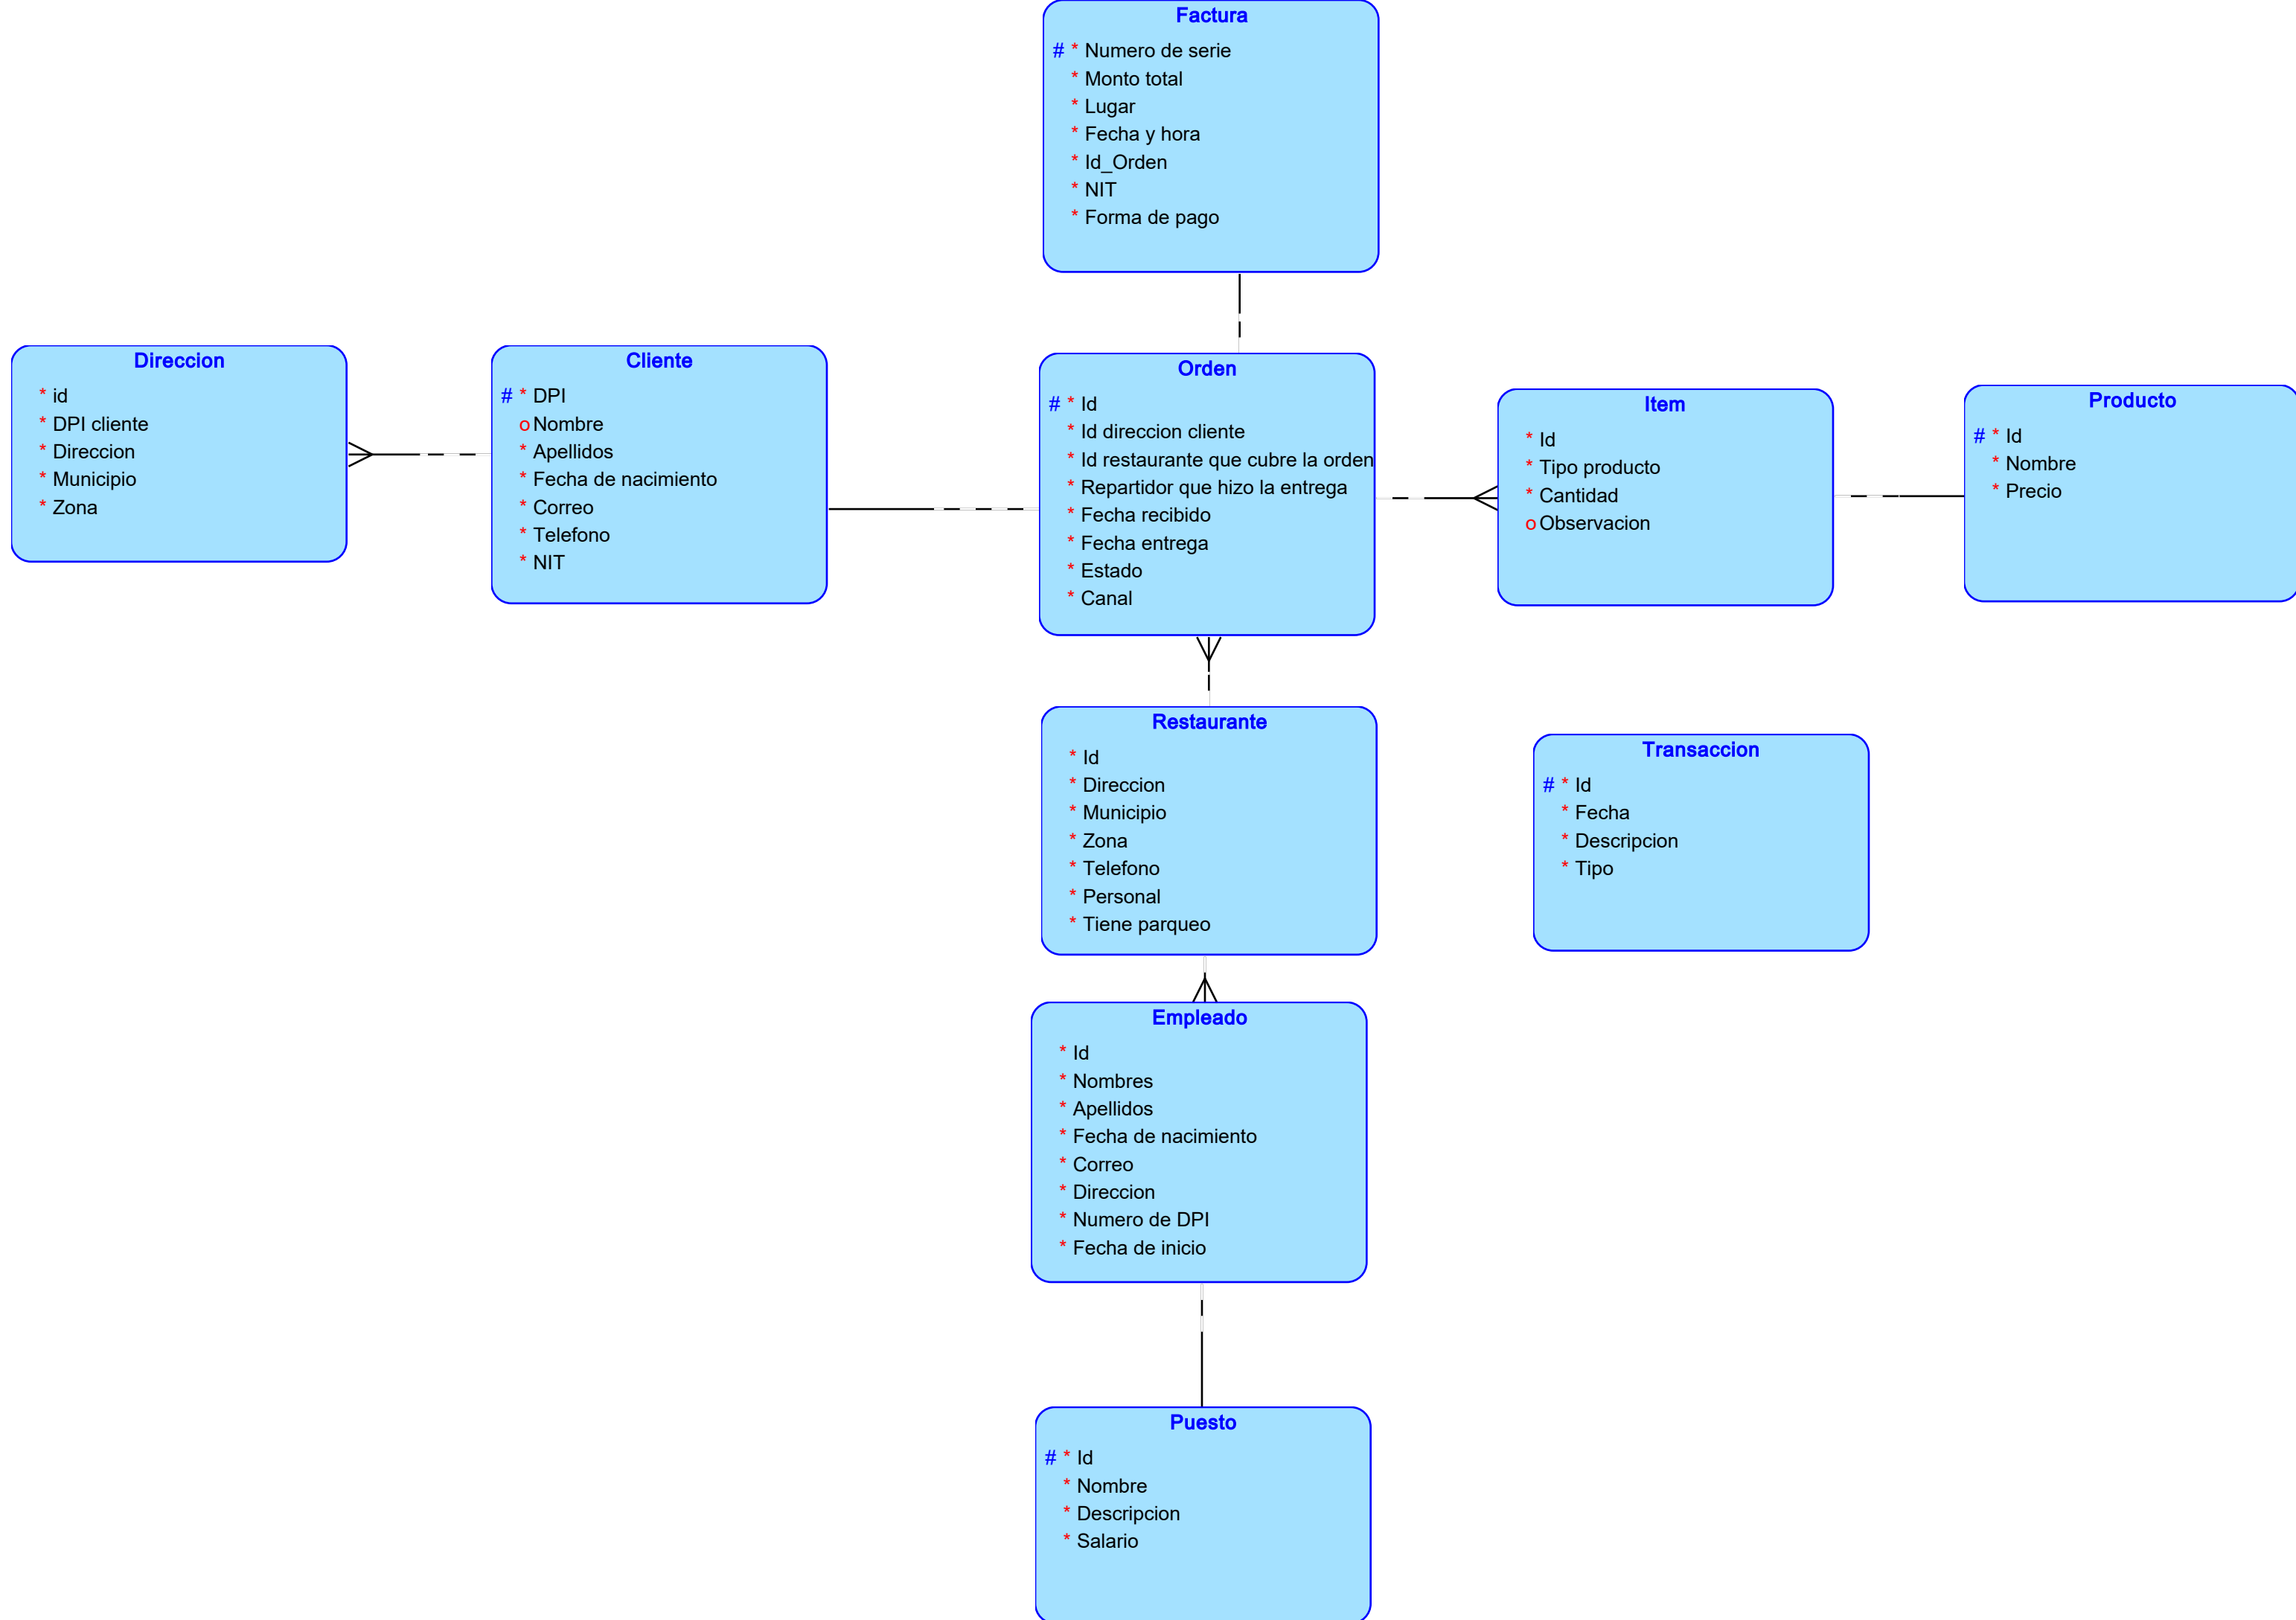 Factura
# * Numero de serie
* Monto total
* Lugar
* Fecha y hora
* Id_Orden
* NIT
* Forma de pago
Direccion
* id
* DPI cliente
* Direccion
* Municipio
* Zona
Cliente
# * DPI
o Nombre
* Apellidos
* Fecha de nacimiento
* Correo
* Telefono
* NIT
Orden
# * Id
* Id direccion cliente
* Id restaurante que cubre la orden
* Repartidor que hizo la entrega
* Fecha recibido
* Fecha entrega
* Estado
* Canal
Item
* Id
* Tipo producto
* Cantidad
o Observacion
Producto
# * Id
* Nombre
* Precio
Restaurante
* Id
* Direccion
* Municipio
* Zona
* Telefono
* Personal
* Tiene parqueo
Transaccion
# * Id
* Fecha
* Descripcion
* Tipo
Empleado
* Id
* Nombres
* Apellidos
* Fecha de nacimiento
* Correo
* Direccion
* Numero de DPI
* Fecha de inicio
Puesto
# * Id
* Nombre
* Descripcion
* Salario